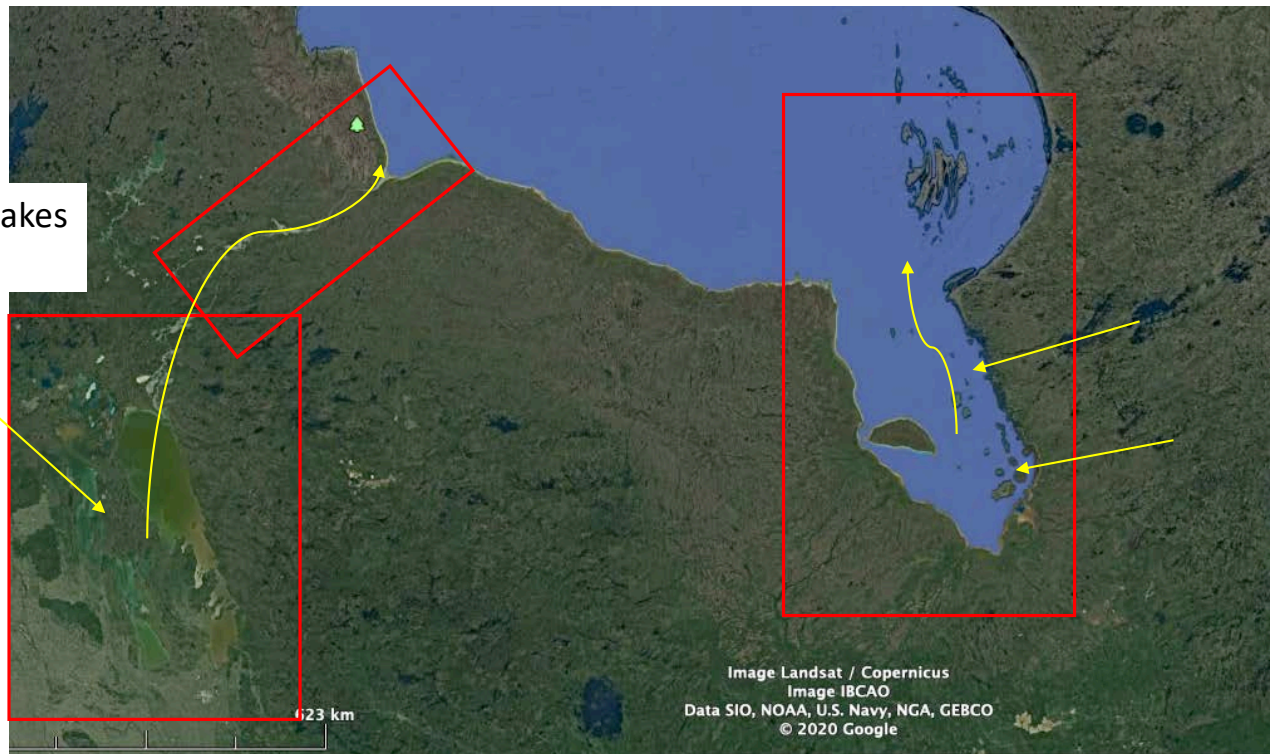 akes
623 km
Image Landsat / Copernicus
Image IBCAO
Data SIO, NOAA, U.S. Navy, NGA, GEBCO
© 2020 Google